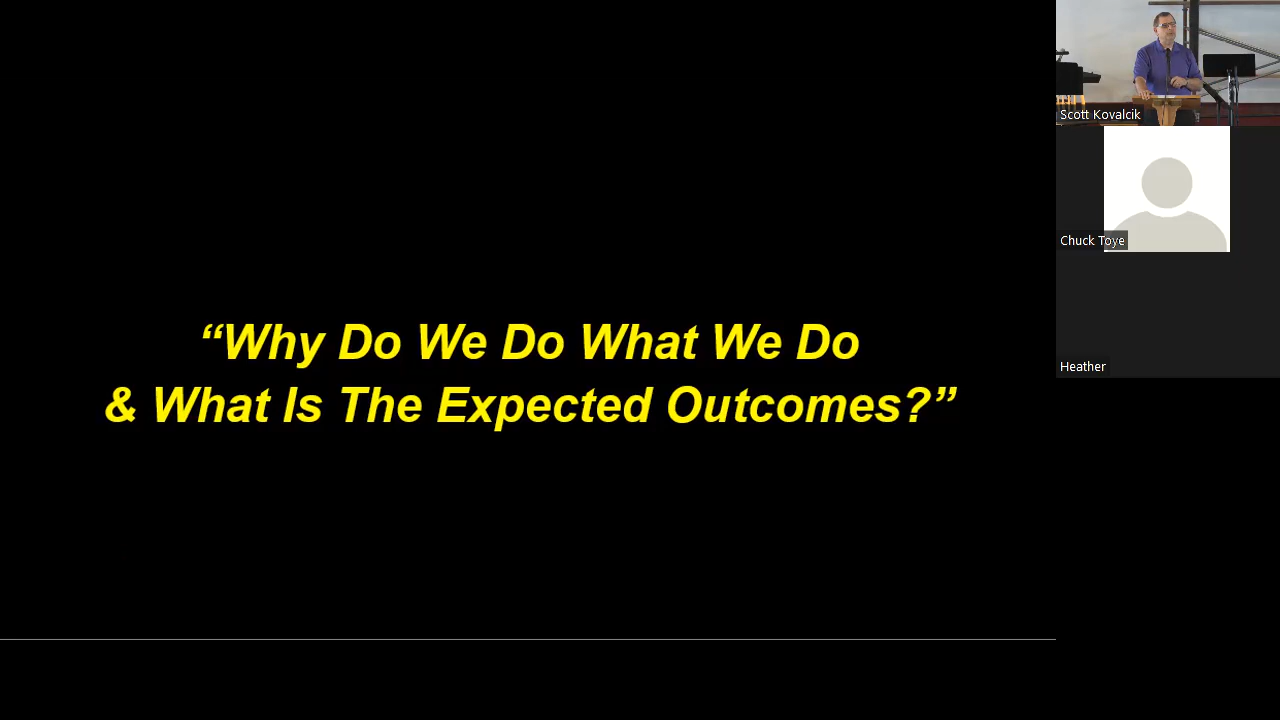 “Why Do We Do What We Do
& What Is The Expected Outcomes?”
Scott Kovalcik
Chuck Toye
Heather